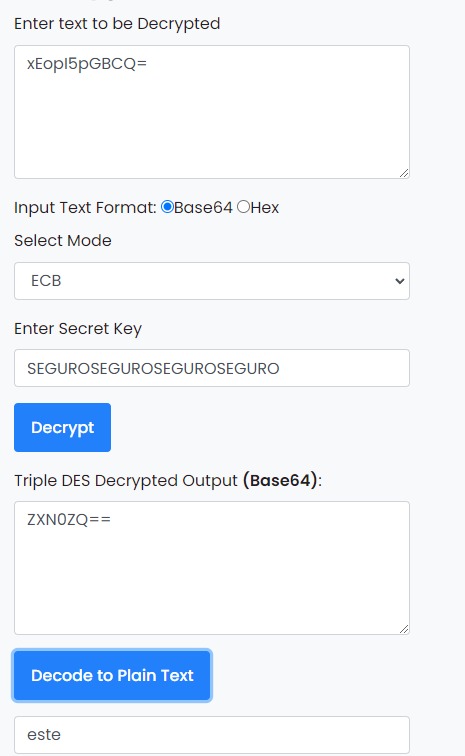 Enter text to be Decrypted
xEopI5pGBCQ=
Input Text Format: Base64 Hex
Select Mode
ECB
Enter Secret Key
SEGUROSEGUROSEGUROSEGURO
Decrypt
Triple DES Decrypted Output (Base64):
ZXN0ZQ==
Decode to Plain Text
este